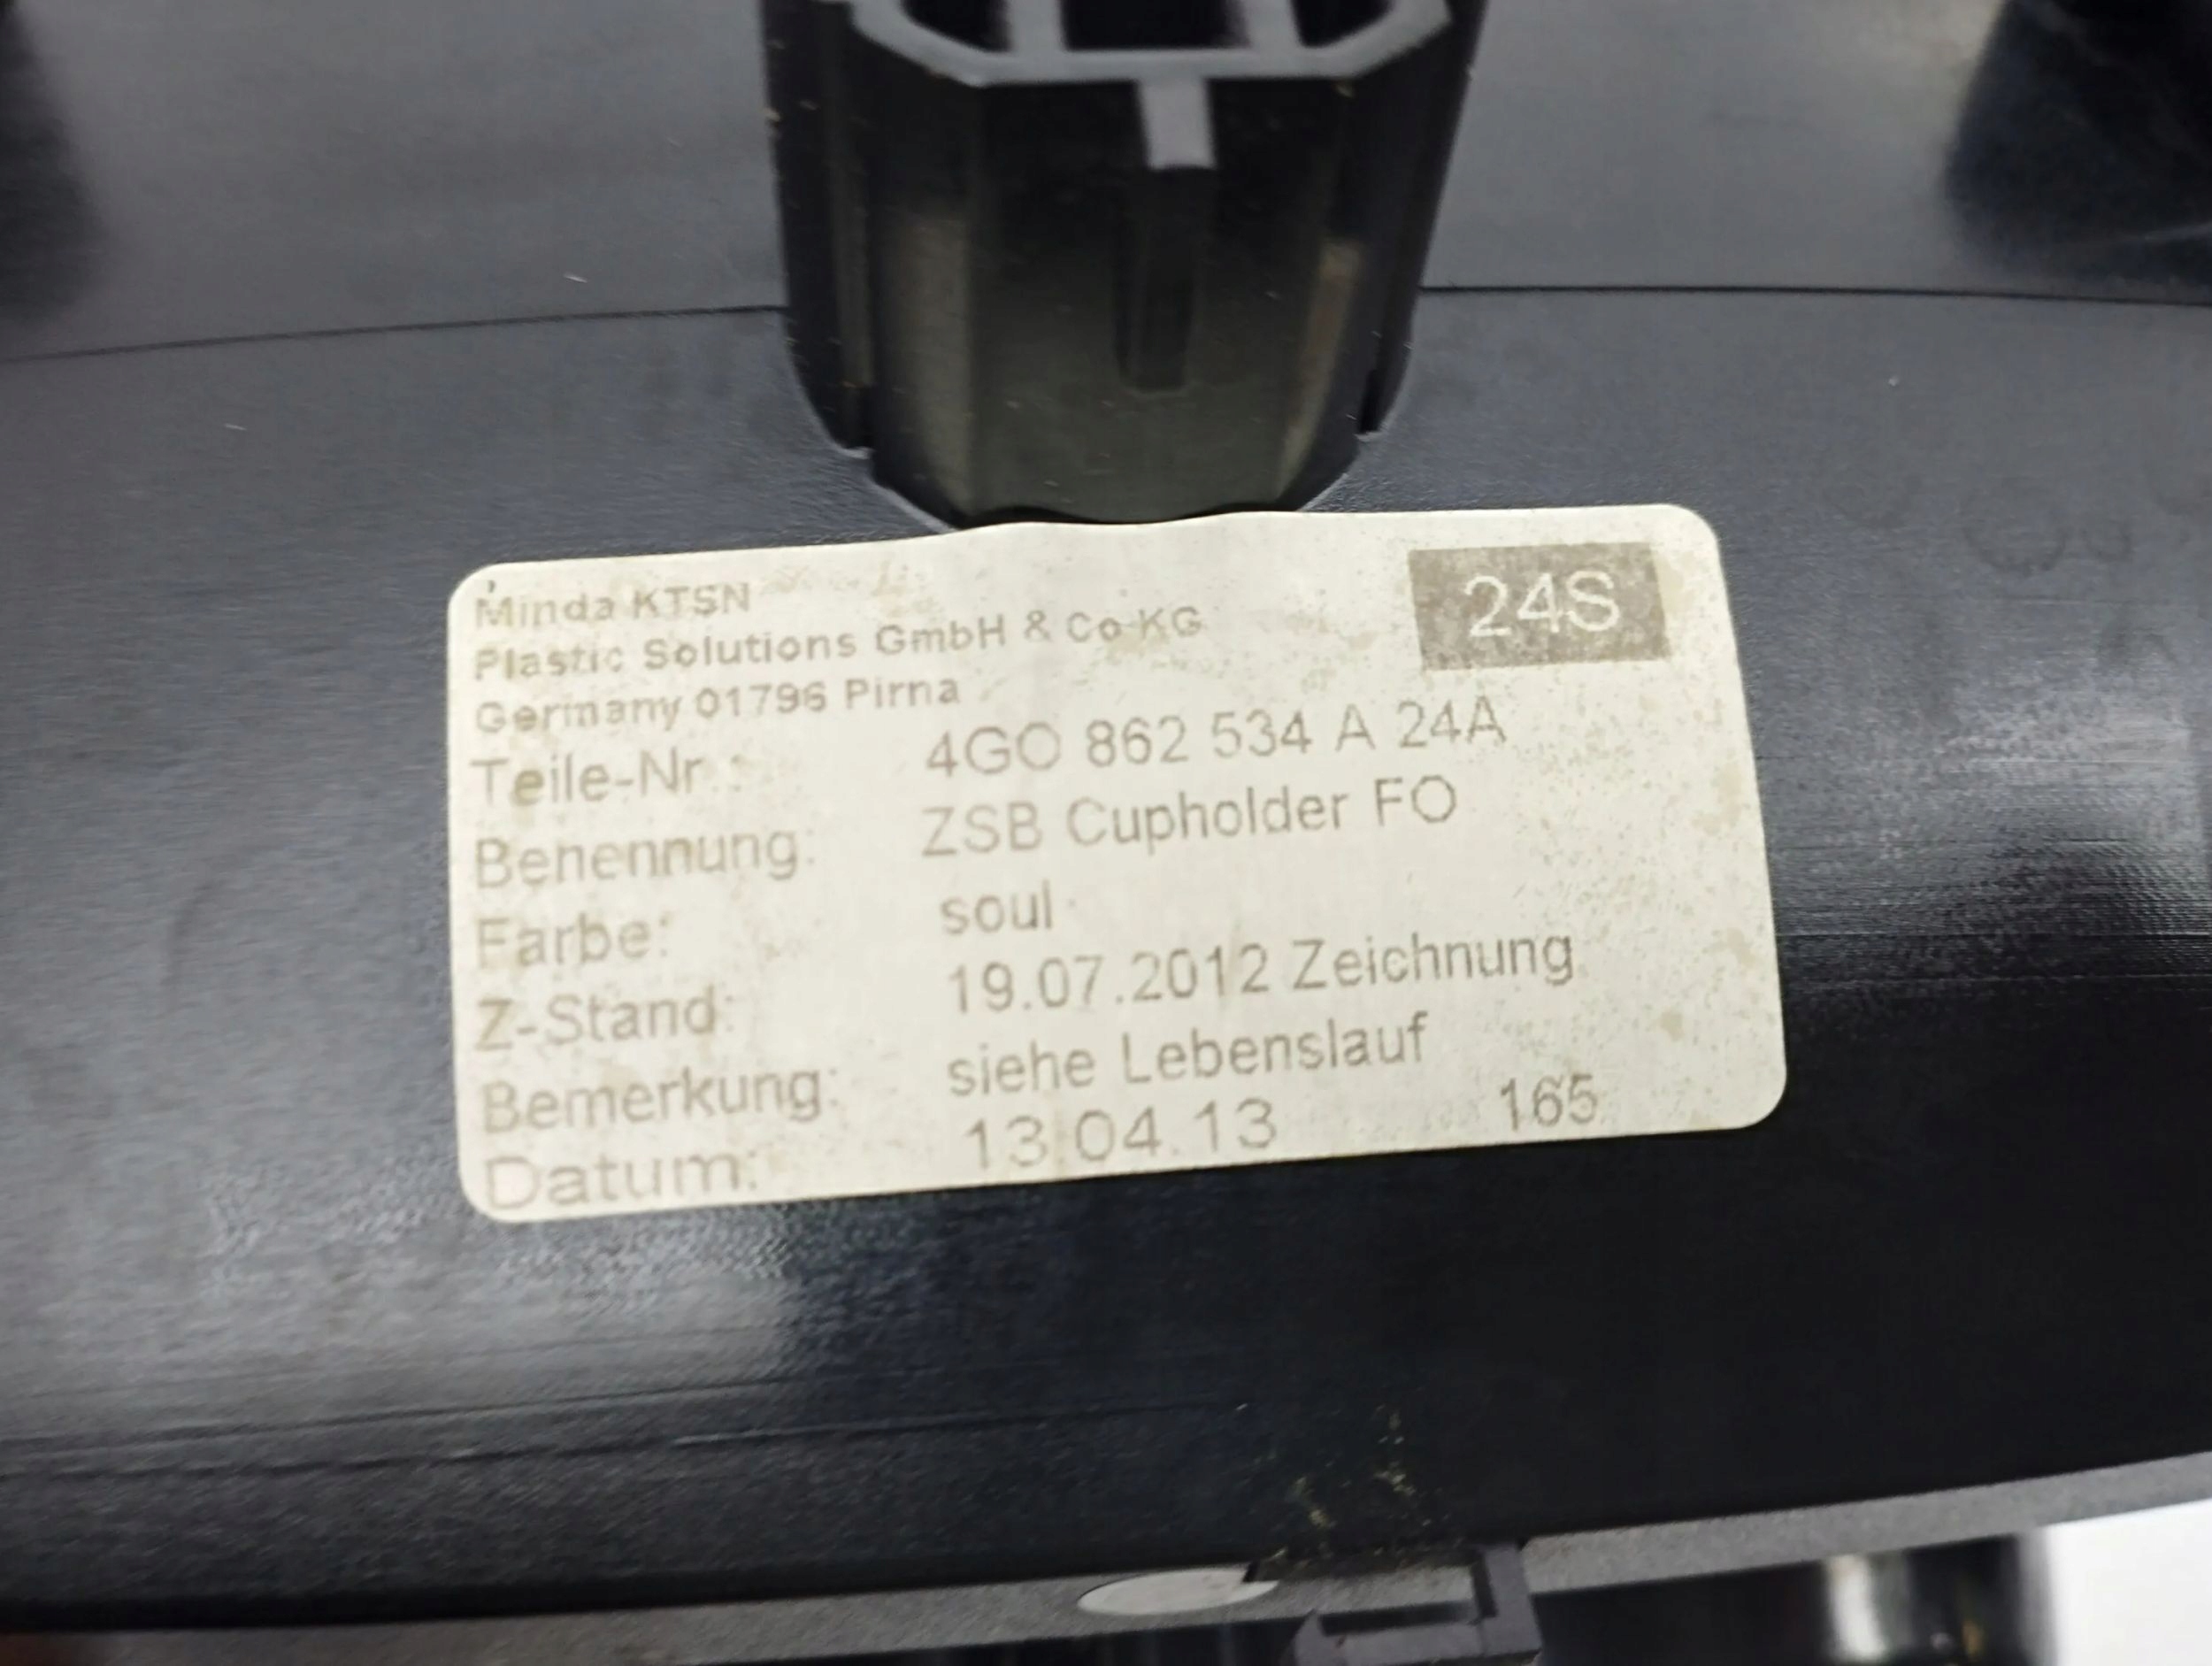 Minda KTSN
Plastic Solutions GmbH & Co KG
Germany 01796 Pirna
24S
Teile-Nr.: 4G0 862 534 A 24A
Benennung: ZSB Cupholder FO
Farbe: soul
Z-Stand: 19.07.2012 Zeichnung
Bemerkung: siehe Lebenslauf
Datum: 13.04.13 165